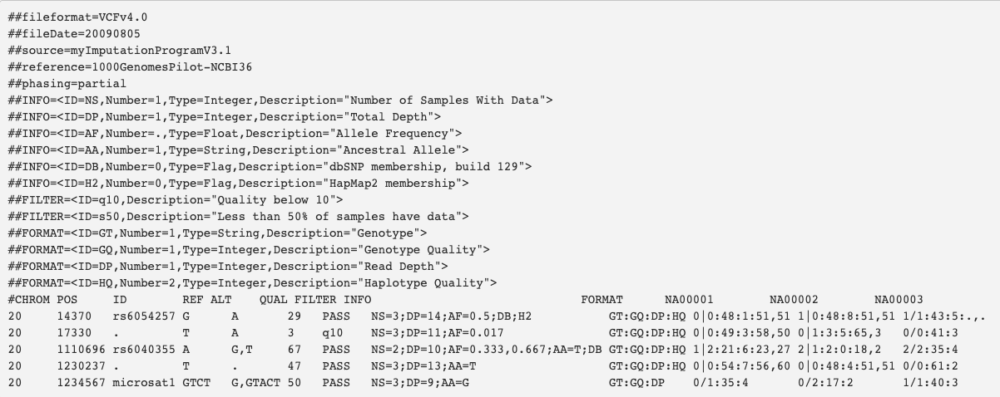 ##fileformat=VCFv4.0
##fileDate=20090805
##source=myImputationProgramV3.1
##reference=1000GenomesPilot-NCBI36
##phasing=partial
##INFO=<ID=NS,Number=1,Type=Integer,Description="Number of Samples With Data">
##INFO=<ID=DP,Number=1,Type=Integer,Description="Total Depth">
##INFO=<ID=AF,Number=.,Type=Float,Description="Allele Frequency">
##INFO=<ID=AA,Number=1,Type=String,Description="Ancestral Allele">
##INFO=<ID=DB,Number=0,Type=Flag,Description="dbSNP membership, build 129">
##INFO=<ID=H2,Number=0,Type=Flag,Description="HapMap2 membership">
##FILTER=<ID=q10,Description="Quality below 10">
##FILTER=<ID=s50,Description="Less than 50% of samples have data">
##FORMAT=<ID=GT,Number=1,Type=String,Description="Genotype">
##FORMAT=<ID=GQ,Number=1,Type=Integer,Description="Genotype Quality">
##FORMAT=<ID=DP,Number=1,Type=Integer,Description="Read Depth">
##FORMAT=<ID=HQ,Number=2,Type=Integer,Description="Haplotype Quality">
#CHROM POS ID REF ALT QUAL FILTER INFO FORMAT NA00001 NA00002 NA00003
20 14370 rs6054257 G A 29 PASS NS=3;DP=14;AF=0.5;DB;H2 GT:GQ:DP:HQ 0|0:48:1:51,51 1|0:48:8:51,51 1/1:43:5:.,.
20 17330 . T A 3 q10 NS=3;DP=11;AF=0.017 GT:GQ:DP:HQ 0|0:49:3:58,50 0|1:3:5:65,3 0/0:41:3
20 1110696 rs6040355 A G,T 67 PASS NS=2;DP=10;AF=0.333,0.667;AA=T;DB GT:GQ:DP:HQ 1|2:21:6:23,27 2|1:2:0:18,2 2/2:35:4
20 1230237 . T . 47 PASS NS=3;DP=13;AA=T GT:GQ:DP:HQ 0|0:54:7:56,60 0|0:48:4:51,51 0/0:61:2
20 1234567 microsat1 GTCT G,GTACT 50 PASS NS=3;DP=9;AA=G GT:GQ:DP 0/1:35:4 0/2:17:2 1/1:40:3